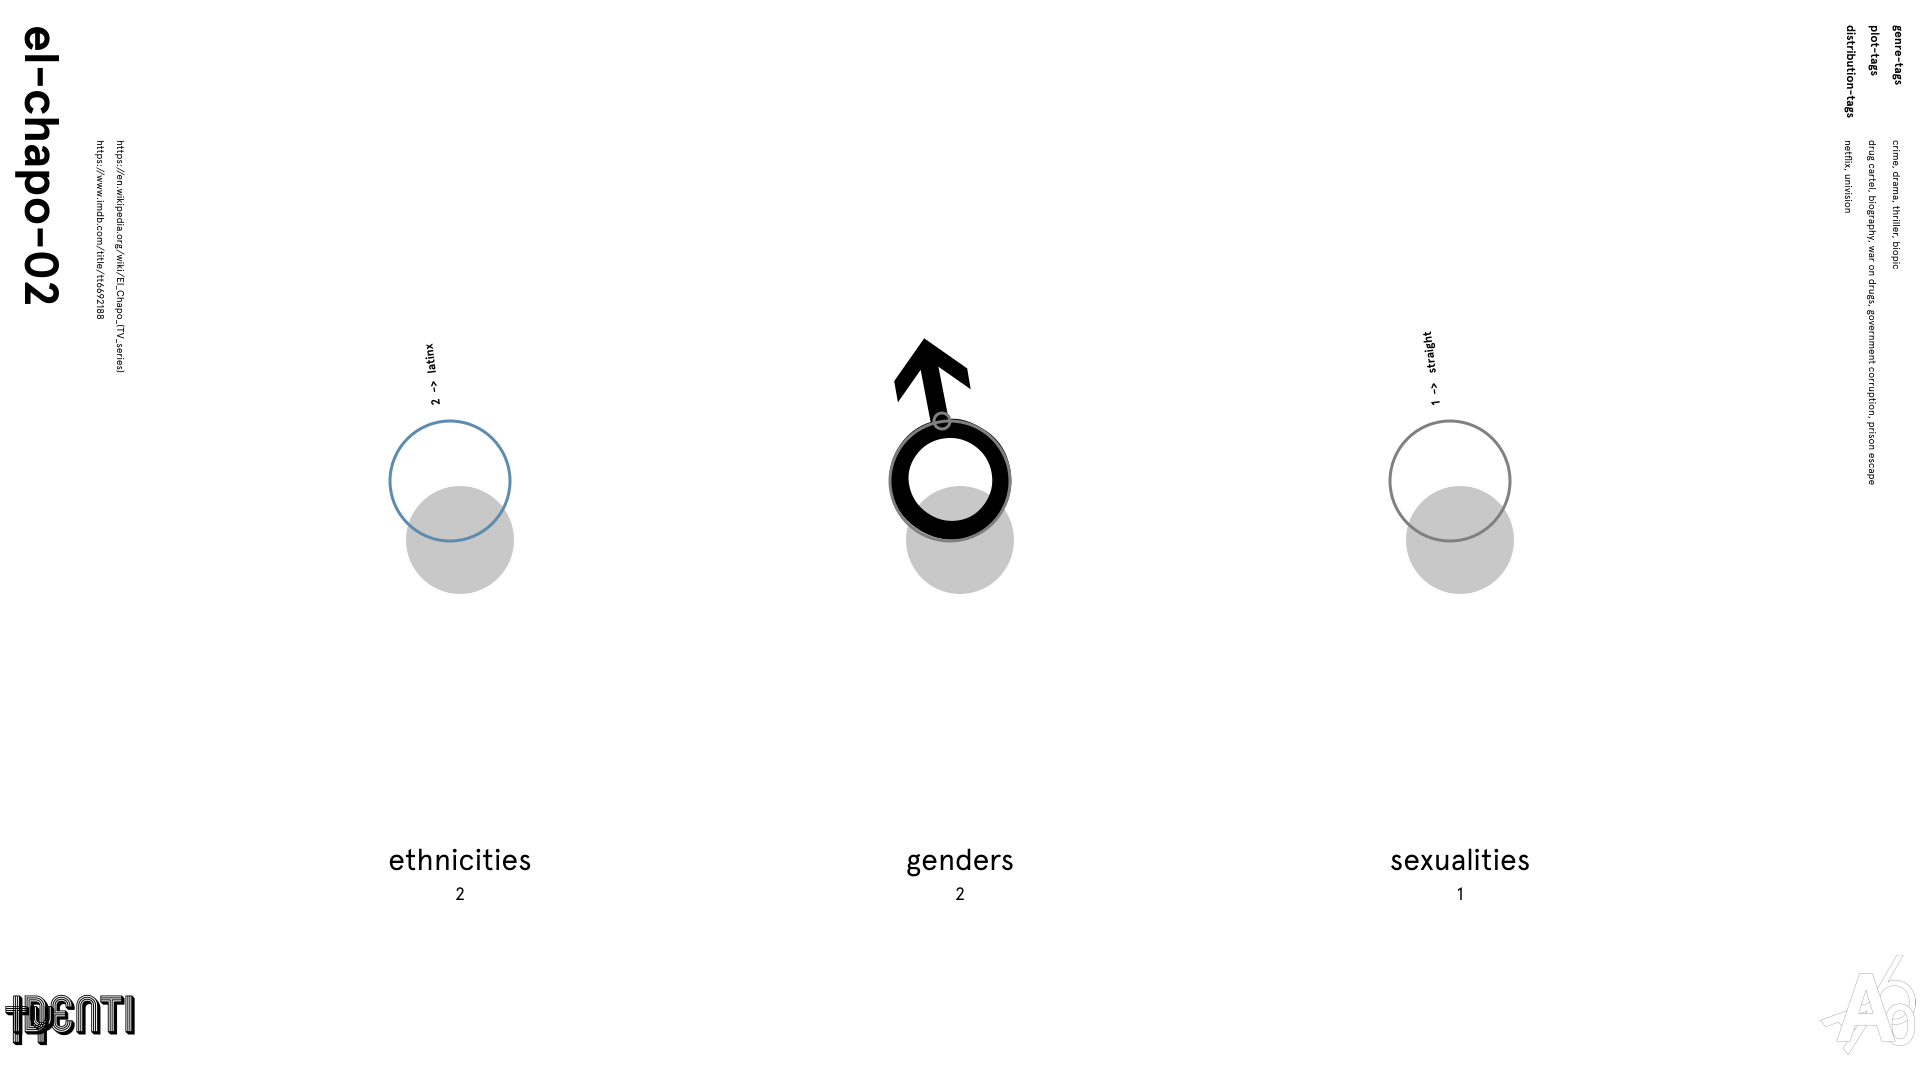 el-chapo-02
https://en.wikipedia.org/wiki/El_Chapo_(TV_series)
https://www.imdb.com/title/tt6692188
genre-tags
crime, drama, thriller, biopic
plot-tags
drug cartel, biography, war on drugs, government corruption, prison escape
distribution-tags
netflix, univision
2 -> latinx
1 -> straight
ethnicities
2
genders
2
sexualities
1
IDENTI